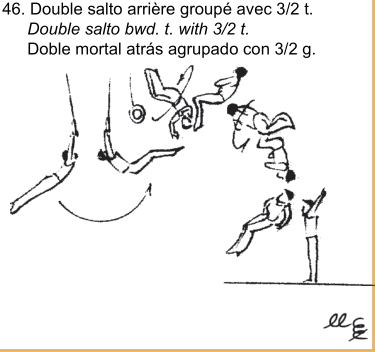 46. Double salto arrière groupé avec 3/2 t.
Double salto bwd. t. with 3/2 t.
Doble mortal atrás agrupado con 3/2 g.